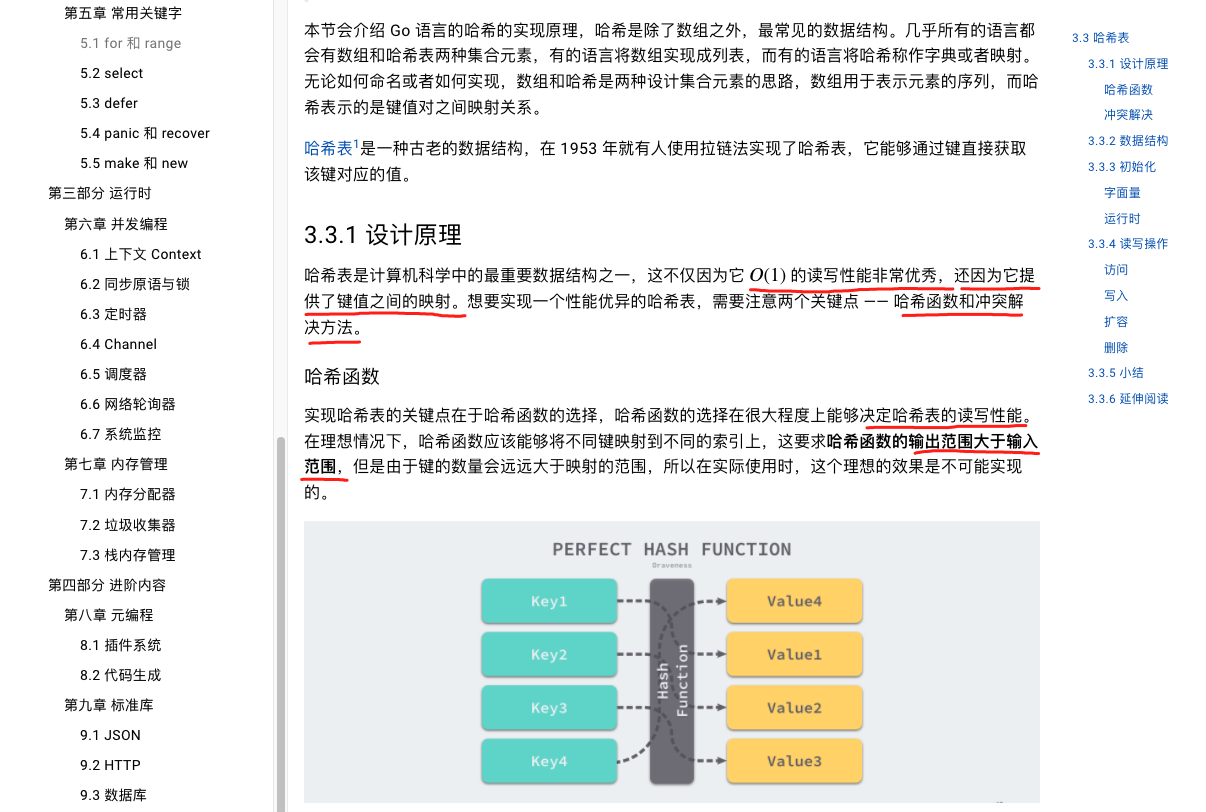 第五章 常用关键字
5.1 for 和 range
5.2 select
5.3 defer
5.4 panic 和 recover
5.5 make 和 new
第三部分 运行时
第六章 并发编程
6.1 上下文 Context
6.2 同步原语与锁
6.3 定时器
6.4 Channel
6.5 调度器
6.6 网络轮询器
6.7 系统监控
第七章 内存管理
7.1 内存分配器
7.2 垃圾收集器
7.3 栈内存管理
第四部分 进阶内容
第八章 元编程
8.1 插件系统
8.2 代码生成
第九章 标准库
9.1 JSON
9.2 HTTP
9.3 数据库
本节会介绍 Go 语言的哈希的实现原理，哈希是除了数组之外，最常见的数据结构。几乎所有的语言都
会有数组和哈希表两种集合元素，有的语言将数组实现成列表，而有的语言将哈希称作字典或者映射。
无论如何命名或者如何实现，数组和哈希是两种设计集合元素的思路，数组用于表示元素的序列，而哈
希表示的是键值对之间映射关系。
哈希表1是一种古老的数据结构，在 1953 年就有人使用拉链法实现了哈希表，它能够通过键直接获取
该键对应的值。
3.3.1 设计原理
哈希表是计算机科学中的最重要数据结构之一，这不仅因为它 O(1) 的读写性能非常优秀，还因为它提
供了键值之间的映射。想要实现一个性能优异的哈希表，需要注意两个关键点 —— 哈希函数和冲突解
决方法。
哈希函数
实现哈希表的关键点在于哈希函数的选择，哈希函数的选择在很大程度上能够决定哈希表的读写性能。
在理想情况下，哈希函数应该能够将不同键映射到不同的索引上，这要求哈希函数的输出范围大于输入
范围，但是由于键的数量会远远大于映射的范围，所以在实际使用时，这个理想的效果是不可能实现
的。
PERFECT HASH FUNCTION
Draveness
Key1
Key2
Key3
Key4
Hash
Function
Value4
Value1
Value2
Value3
3.3 哈希表
3.3.1 设计原理
哈希函数
冲突解决
3.3.2 数据结构
3.3.3 初始化
字面量
运行时
3.3.4 读写操作
访问
写入
扩容
删除
3.3.5 小结
3.3.6 延伸阅读